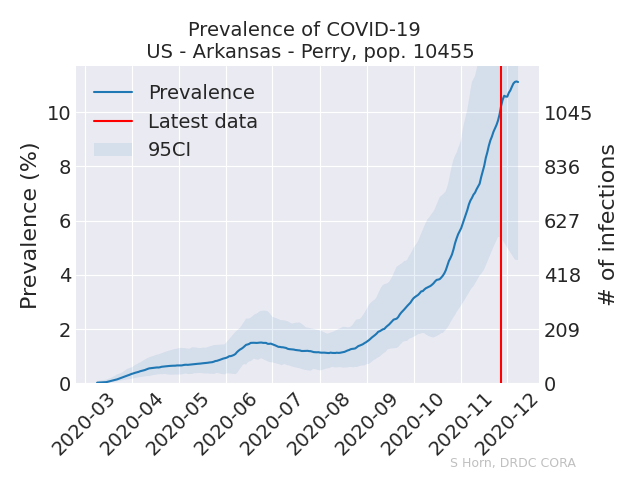 Prevalence of COVID-19
US - Arkansas - Perry, pop. 10455
Prevalence
Latest data
95CI
Prevalence (%)
10
8
6
4
2
0
1045
836
627
418
209
0
# of infections
2020-03
2020-04
2020-05
2020-06
2020-07
2020-08
2020-09
2020-10
2020-11
2020-12
S Horn, DRDC CORA